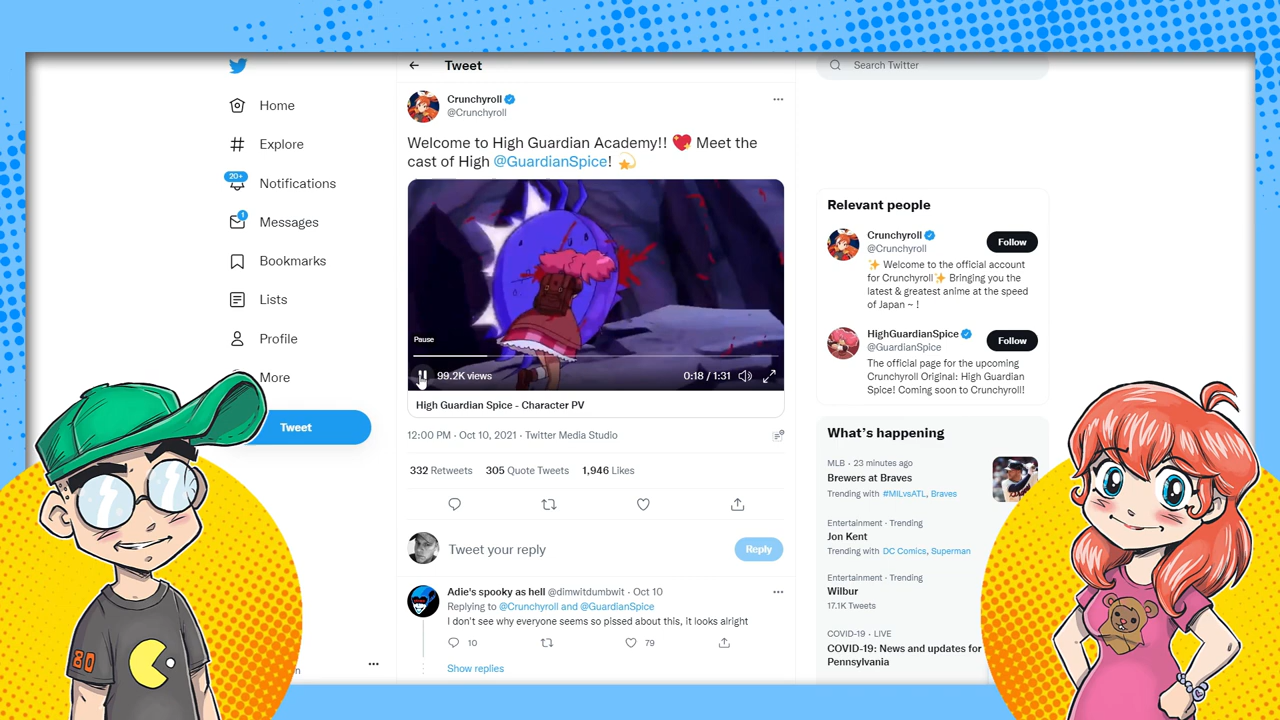 Home
Explore
20+
Notifications
1
Messages
Bookmarks
Lists
Profile
More
Tweet
Tweet
Crunchyroll
@Crunchyroll
Welcome to High Guardian Academy!! 💖 Meet the
cast of High @GuardianSpice! 💫
Pause
99.2K views
0:18 / 1:31
High Guardian Spice - Character PV
12:00 PM · Oct 10, 2021 · Twitter Media Studio
332 Retweets 305 Quote Tweets 1,946 Likes
Tweet your reply
Reply
Adie's spooky as hell @dimwitdumbwit · Oct 10
Replying to @Crunchyroll and @GuardianSpice
I don't see why everyone seems so pissed about this, it looks alright
10
79
Show replies
Search Twitter
Relevant people
Crunchyroll
@Crunchyroll
Follow
✨ Welcome to the official account
for Crunchyroll ✨ Bringing you the
latest & greatest anime at the speed
of Japan ~ !
HighGuardianSpice
@GuardianSpice
Follow
The official page for the upcoming
Crunchyroll Original: High Guardian
Spice! Coming soon to Crunchyroll!
What's happening
MLB · 23 minutes ago
Brewers at Braves
Trending with #MILvsATL, Braves
Entertainment · Trending
Jon Kent
Trending with DC Comics, Superman
Entertainment · Trending
Wilbur
17.1K Tweets
COVID-19 · LIVE
COVID-19: News and updates for
Pennsylvania
80